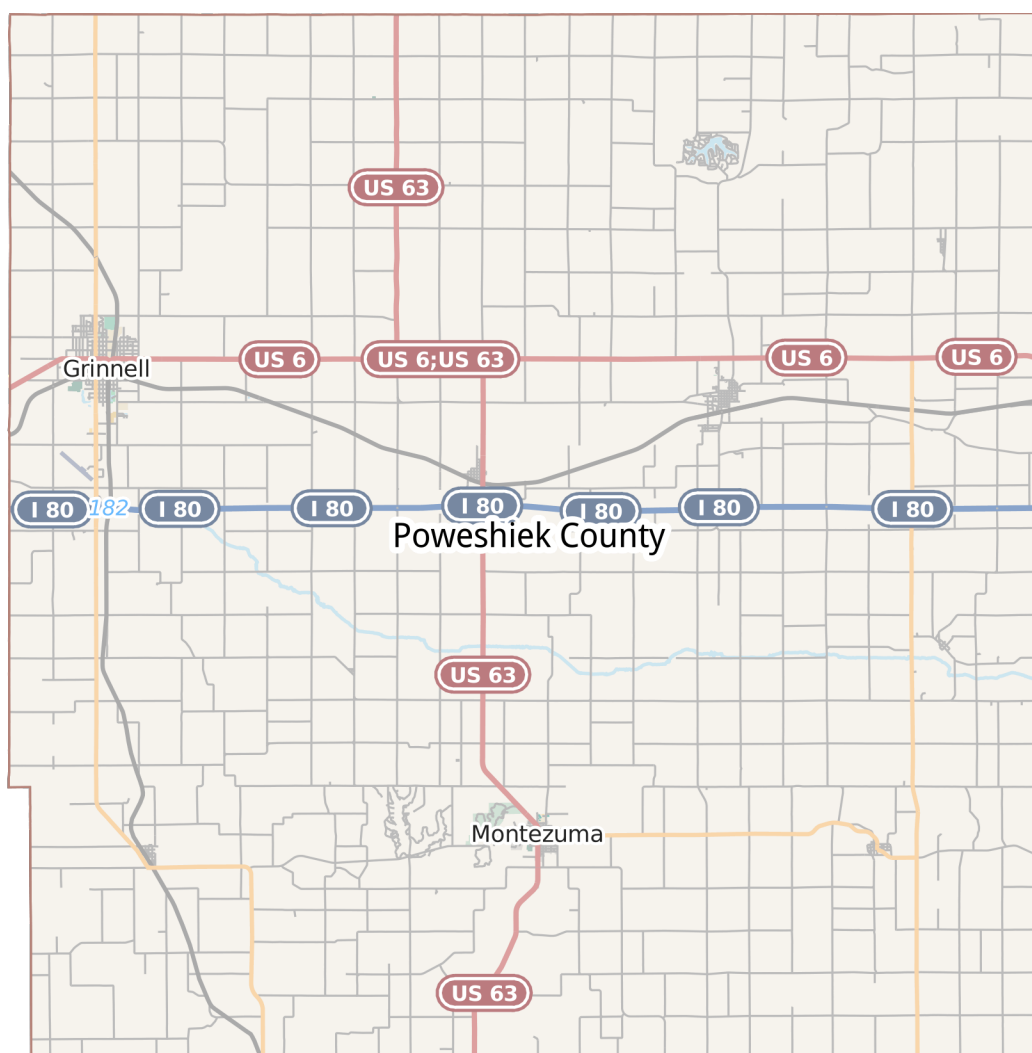 US 63
US 6
US 6;US 63
US 6
US 6
Grinnell
I 80
182
I 80
I 80
I 80
I 80
I 80
I 80
Poweshiek County
US 63
Montezuma
US 63